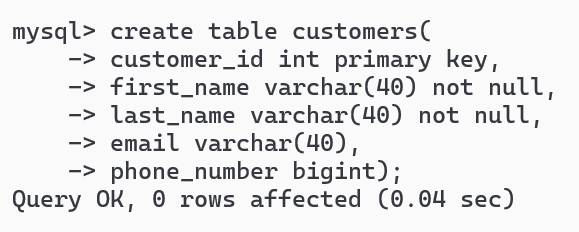 mysql> create table customers(
    -> customer_id int primary key,
    -> first_name varchar(40) not null,
    -> last_name varchar(40) not null,
    -> email varchar(40),
    -> phone_number bigint);
Query OK, 0 rows affected (0.04 sec)